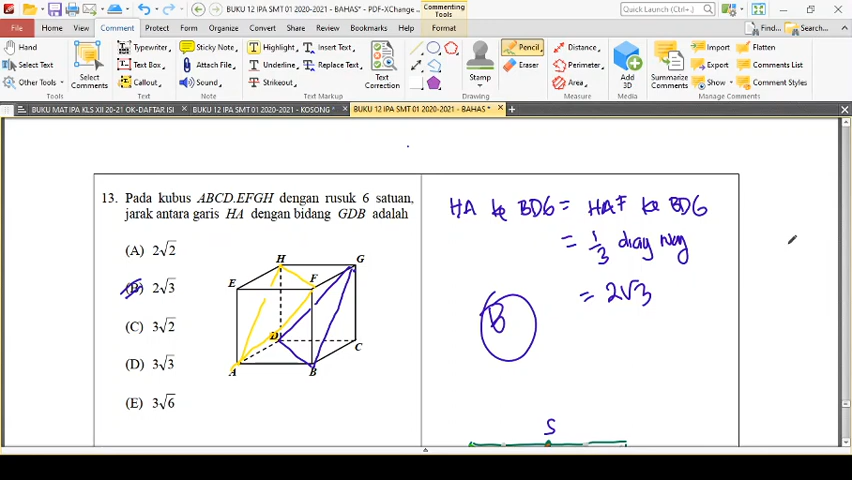 BUKU 12 IPA SMT 01 2020-2021 - BAHAS* - PDF-XChange
Commenting Tools
Quick Launch (Ctrl+.)
File Home View Comment Protect Form Organize Convert Share Review Bookmarks Help Format
Find...
Search...
Hand
Select Text
Other Tools
Select Comments
Typewriter
Text Box
Callout
Sticky Note
Attach File
Sound
Highlight
Underline
Strikeout
Insert Text
Replace Text
Text Correction
Pencil
Eraser
Stamp
Distance
Perimeter
Area
Add 3D
Summarize Comments
Import
Export
Show
Flatten
Comments List
Comment Styles
Tools
Note
Text Markup
Drawing
Measure
Manage Comments
BUKU MAT IPA KLS XII 20-21 OK-DAFTAR ISI
BUKU 12 IPA SMT 01 2020-2021 - KOSONG *
BUKU 12 IPA SMT 01 2020-2021 - BAHAS *
13. Pada kubus ABCD.EFGH dengan rusuk 6 satuan,
jarak antara garis HA dengan bidang GDB adalah
(A) 2√2
(B) 2√3
(C) 3√2
(D) 3√3
(E) 3√6
H G
E F
D C
A B
HA ke BDG = HAF ke BDG
= 1/3 diag ruang
= 2√3
B
S